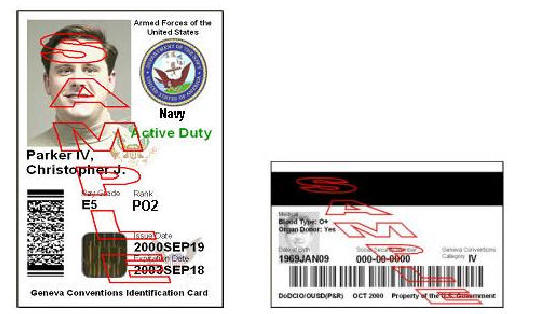 Armed Forces of the
United States
Navy
Active Duty
Parker IV,
Christopher J.
Pay Grade Rank
E5 PO2
Issue Date
2000SEP19
Expiration Date
2003SEP18
Geneva Conventions Identification Card
SAMPLE
SAMPLE
Medical
Blood Type: O+
Organ Donor: Yes
Date of Birth Social Security Number Geneva Conventions
Category
1969JAN09 000-00-0000 IV
DoDCIO/OUSD(P&R) OCT 2000 Property of the U.S. Government